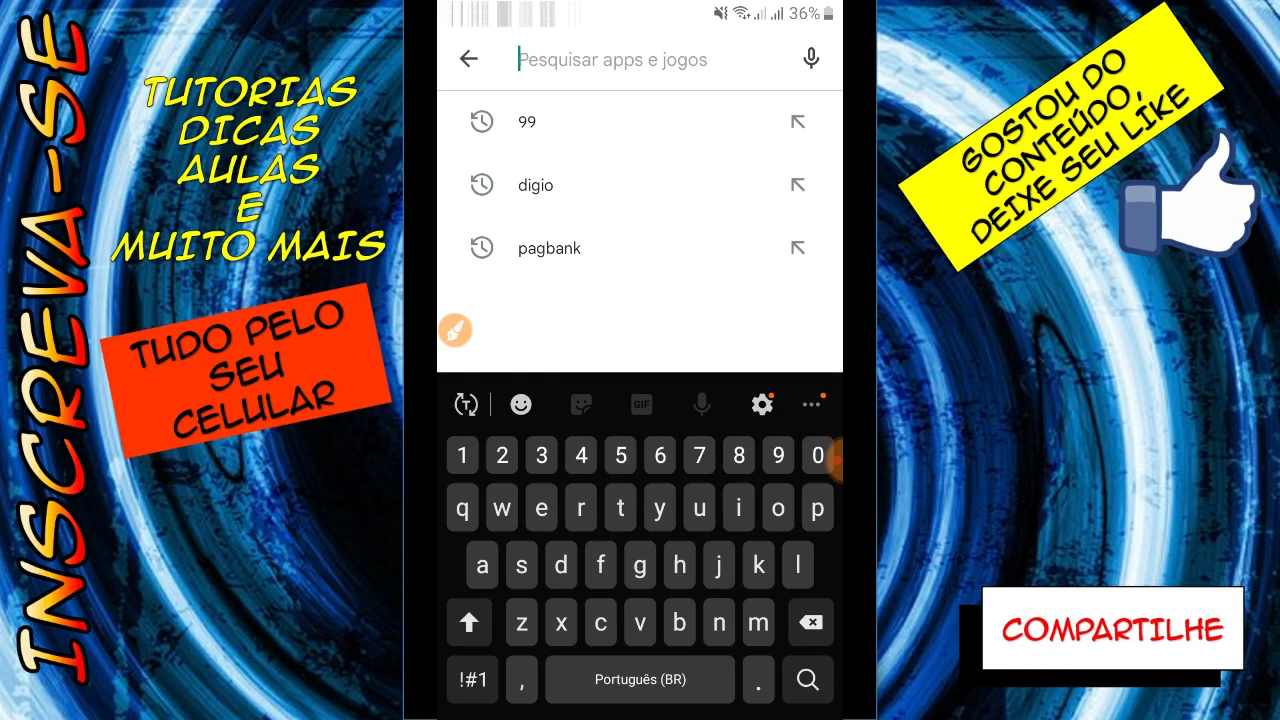 INSCREVA-SE
TUTORIAS
DICAS
AULAS
E
MUITO MAIS
TUDO PELO
SEU
CELULAR
36%
Pesquisar apps e jogos
99
digio
pagbank
T
GIF
1 2 3 4 5 6 7 8 9 0
q w e r t y u i o p
a s d f g h j k l
z x c v b n m
!#1 , Português (BR) .
GOSTOU DO
CONTEÚDO,
DEIXE SEU LIKE
COMPARTILHE